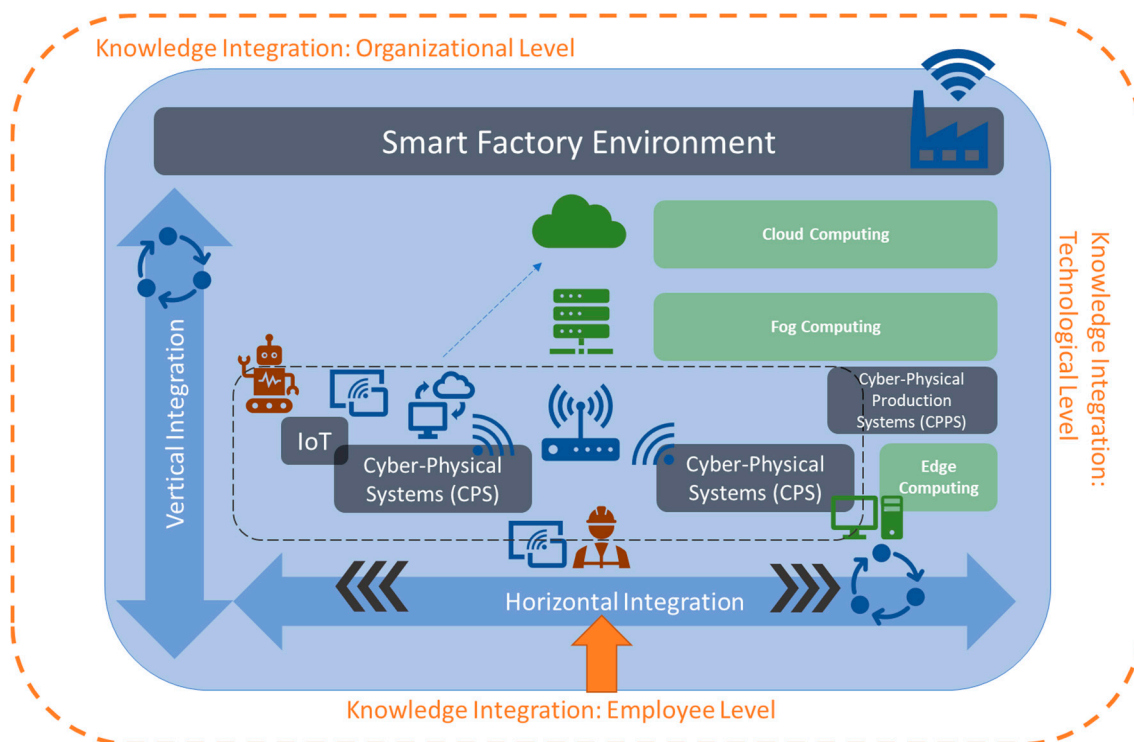 Knowledge Integration: Organizational Level
Smart Factory Environment
Cloud Computing
Fog Computing
Knowledge Integration:
Technological Level
Vertical Integration
Cyber-Physical
Production
Systems (CPPS)
IoT
Cyber-Physical
Systems (CPS)
Cyber-Physical
Systems (CPS)
Edge
Computing
Horizontal Integration
Knowledge Integration: Employee Level